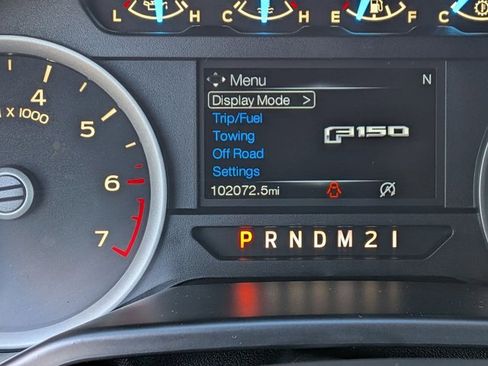 L H C H E F C
4
5
6
7
X 1000
Menu N
Display Mode >
Trip/Fuel
Towing
Off Road
Settings
F150
102072.5mi
P R N D M 2 1